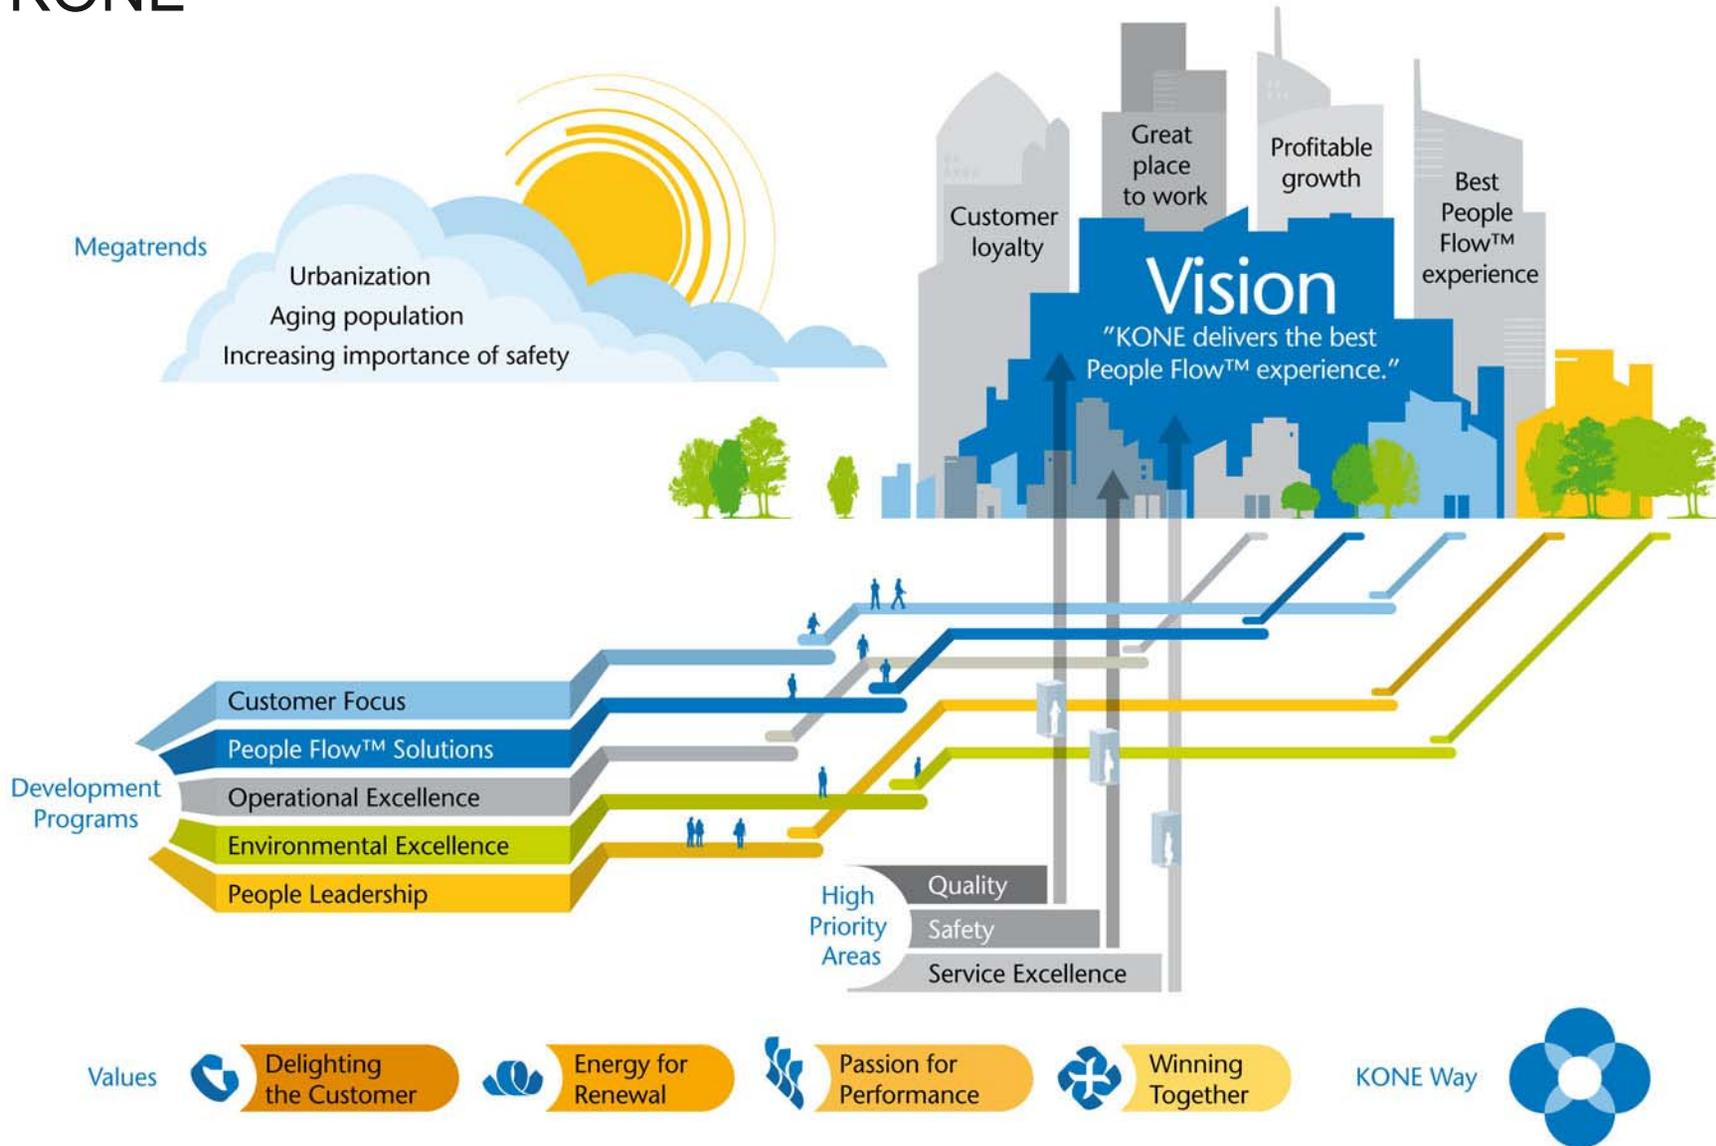 KONE
Megatrends
Urbanization
Aging population
Increasing importance of safety
Customer
loyalty
Great
place
to work
Profitable
growth
Best
People
Flow™
experience
Vision
"KONE delivers the best
People Flow™ experience."
Development
Programs
Customer Focus
People Flow™ Solutions
Operational Excellence
Environmental Excellence
People Leadership
High
Priority
Areas
Quality
Safety
Service Excellence
Values
Delighting
the Customer
Energy for
Renewal
Passion for
Performance
Winning
Together
KONE Way